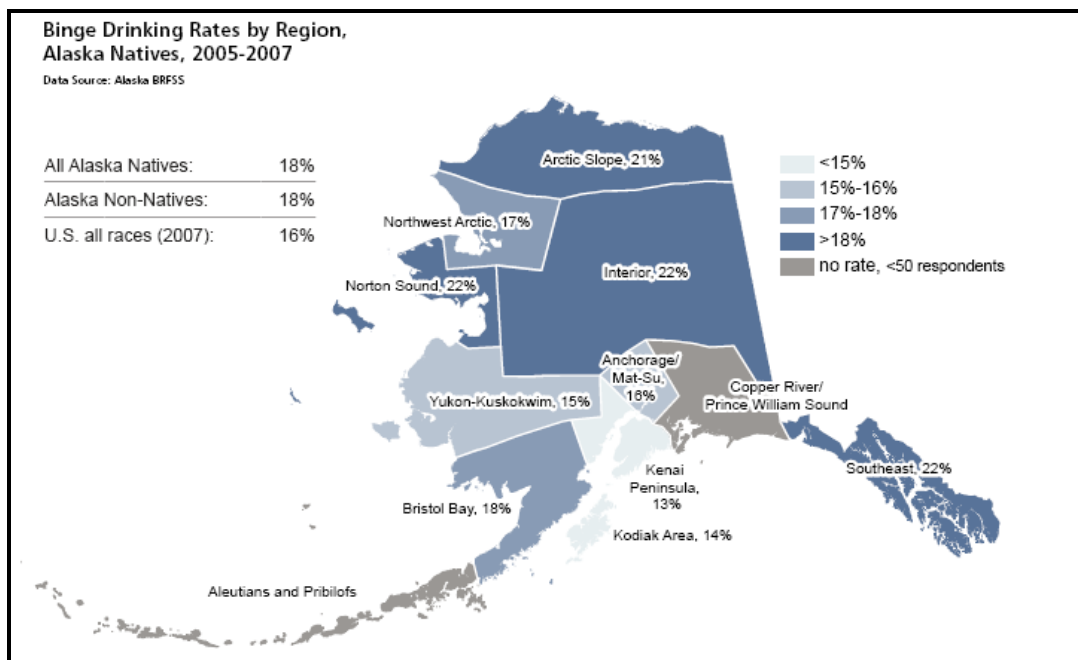 Binge Drinking Rates by Region,
Alaska Natives, 2005-2007
Data Source: Alaska BRFSS
All Alaska Natives: 18%
Alaska Non-Natives: 18%
U.S. all races (2007): 16%
<15%
15%-16%
17%-18%
>18%
no rate, <50 respondents
Arctic Slope, 21%
Northwest Arctic, 17%
Interior, 22%
Norton Sound, 22%
Anchorage/
Mat-Su,
16%
Copper River/
Prince William Sound
Yukon-Kuskokwim, 15%
Southeast, 22%
Kenai
Peninsula,
13%
Bristol Bay, 18%
Kodiak Area, 14%
Aleutians and Pribilofs